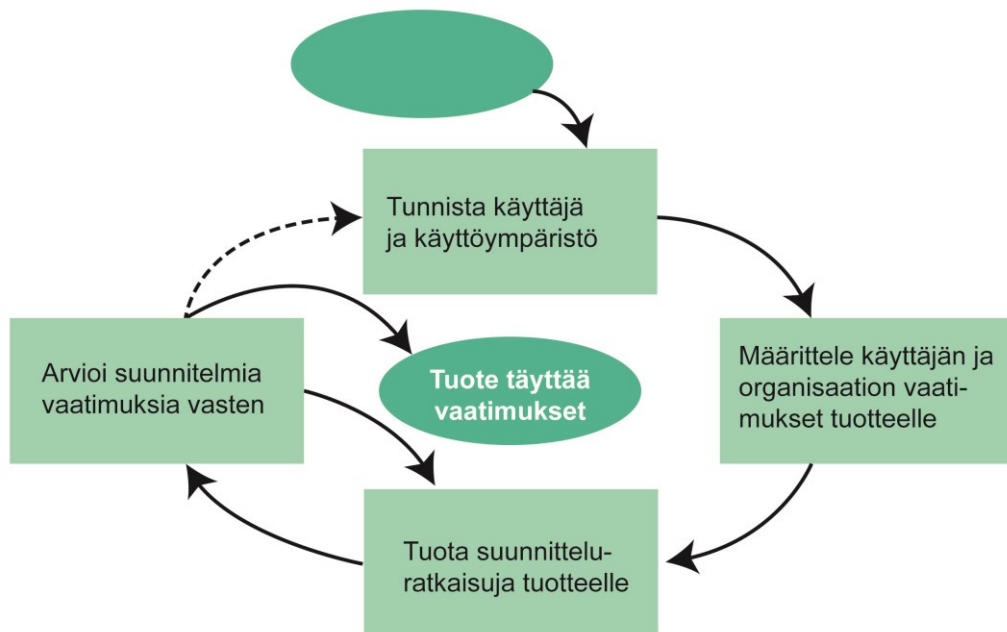 Tunnista käyttäjä
ja käyttöympäristö
Määrittele käyttäjän ja
organisaation vaati-
mukset tuotteelle
Tuota suunnittelu-
ratkaisuja tuotteelle
Arvioi suunnitelmia
vaatimuksia vasten
Tuote täyttää
vaatimukset